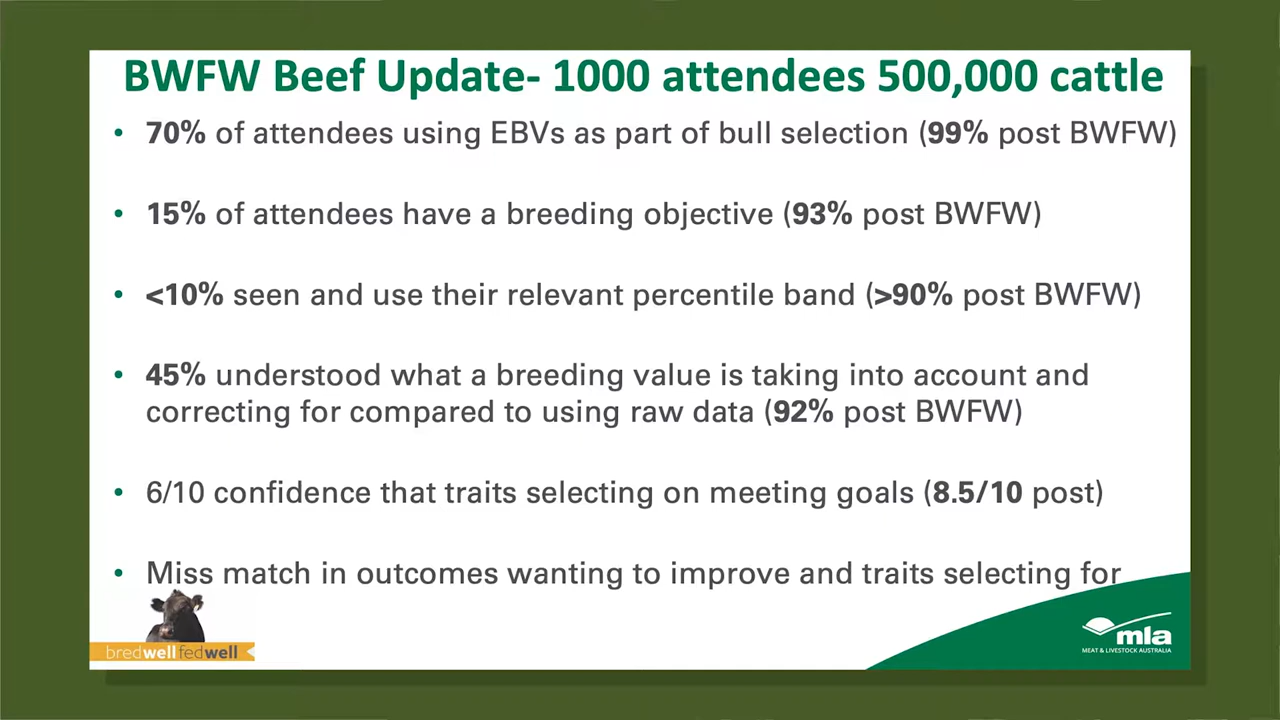 BWFW Beef Update- 1000 attendees 500,000 cattle
• 70% of attendees using EBVs as part of bull selection (99% post BWFW)
• 15% of attendees have a breeding objective (93% post BWFW)
• <10% seen and use their relevant percentile band (>90% post BWFW)
• 45% understood what a breeding value is taking into account and
correcting for compared to using raw data (92% post BWFW)
• 6/10 confidence that traits selecting on meeting goals (8.5/10 post)
• Miss match in outcomes wanting to improve and traits selecting for
bredwellfedwell
mla
MEAT & LIVESTOCK AUSTRALIA